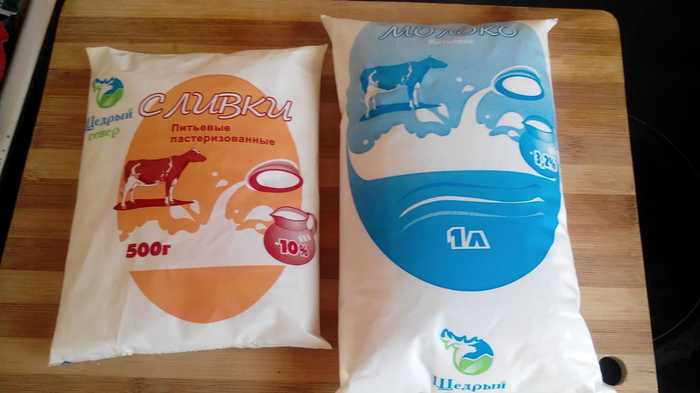 Щедрый
север
СЛИВКИ
Питьевые
пастеризованные
500г
10%
МОЛОКО
3,2%
1л
Щедрый